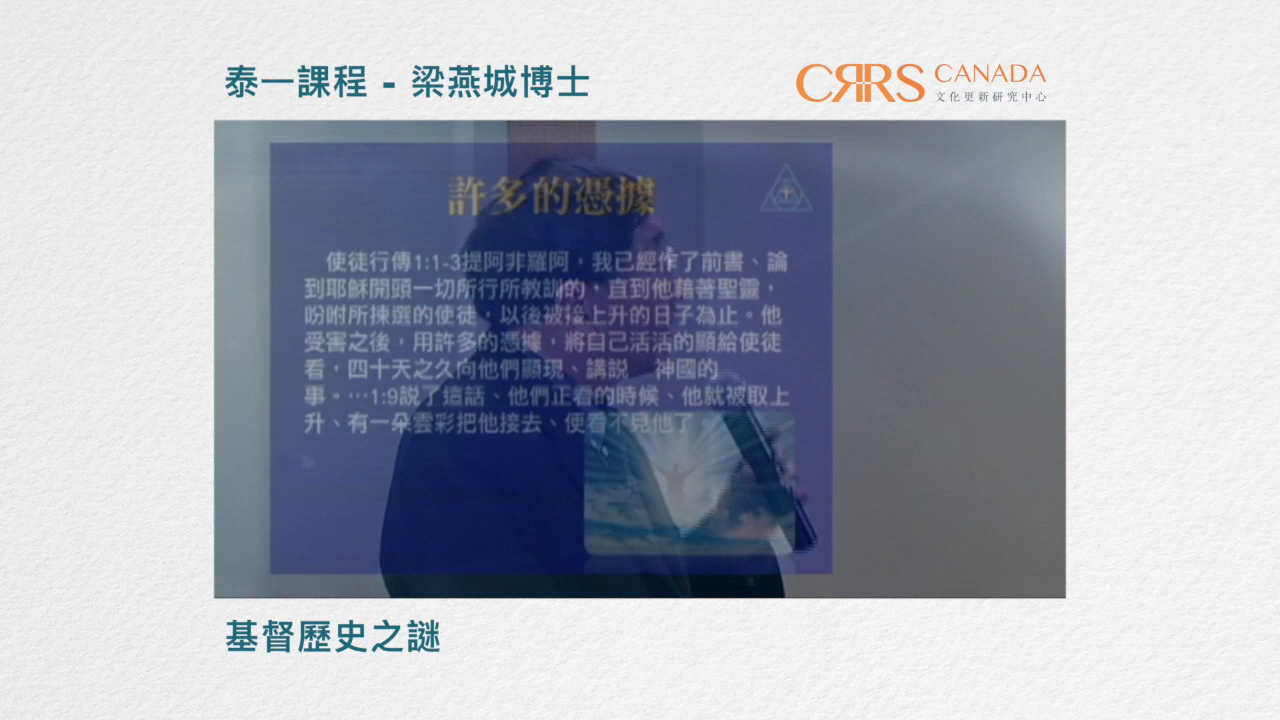 泰一課程 - 梁燕城博士
CRRS CANADA
文化更新研究中心
許多的憑據
使徒行傳1:1-3提阿非羅阿，我己經作了前書、論
到耶穌開頭一切所行所教訓的，直到他藉著聖靈，
吩咐所揀選的使徒，以後被接上升的日子為止。他
受害之後，用許多的憑據，將自己活活的顯給使徒
看，四十天之久向他們顯現、講説 神國的
事。…1:9説了這話、他們正看的時候、他就被取上
升、有一朵雲彩把他接去、便看不見他了。
基督歷史之謎